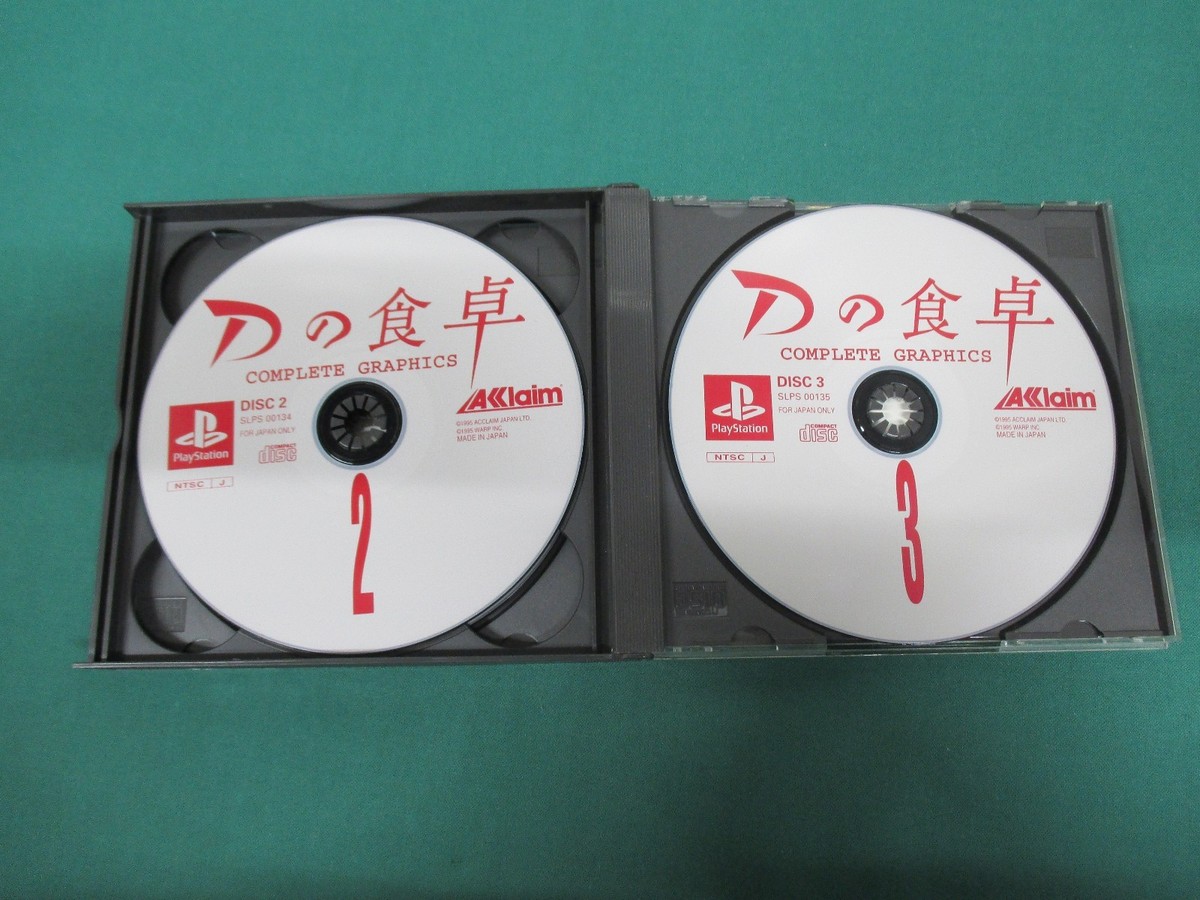 Dの食卓
COMPLETE GRAPHICS
AKlaim
PlayStation
DISC 2
SLPS 00134
FOR JAPAN ONLY
COMPACT
disc
©1995 ACCLAIM JAPAN LTD.
©1995 WARP INC.
MADE IN JAPAN
NTSC J
2
Dの食卓
COMPLETE GRAPHICS
AKlaim
PlayStation
DISC 3
SLPS 00135
FOR JAPAN ONLY
COMPACT
disc
©1995 ACCLAIM JAPAN LTD.
©1995 WARP INC.
MADE IN JAPAN
NTSC J
3